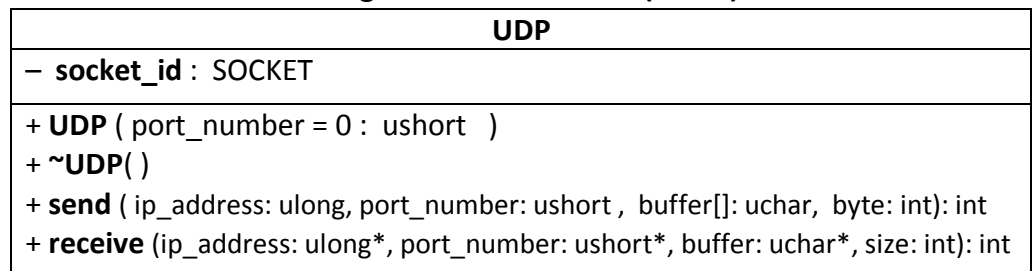 UDP
– socket_id : SOCKET
+ UDP ( port_number = 0 : ushort )
+ ~UDP( )
+ send ( ip_address: ulong, port_number: ushort , buffer[]: uchar, byte: int): int
+ receive (ip_address: ulong*, port_number: ushort*, buffer: uchar*, size: int): int